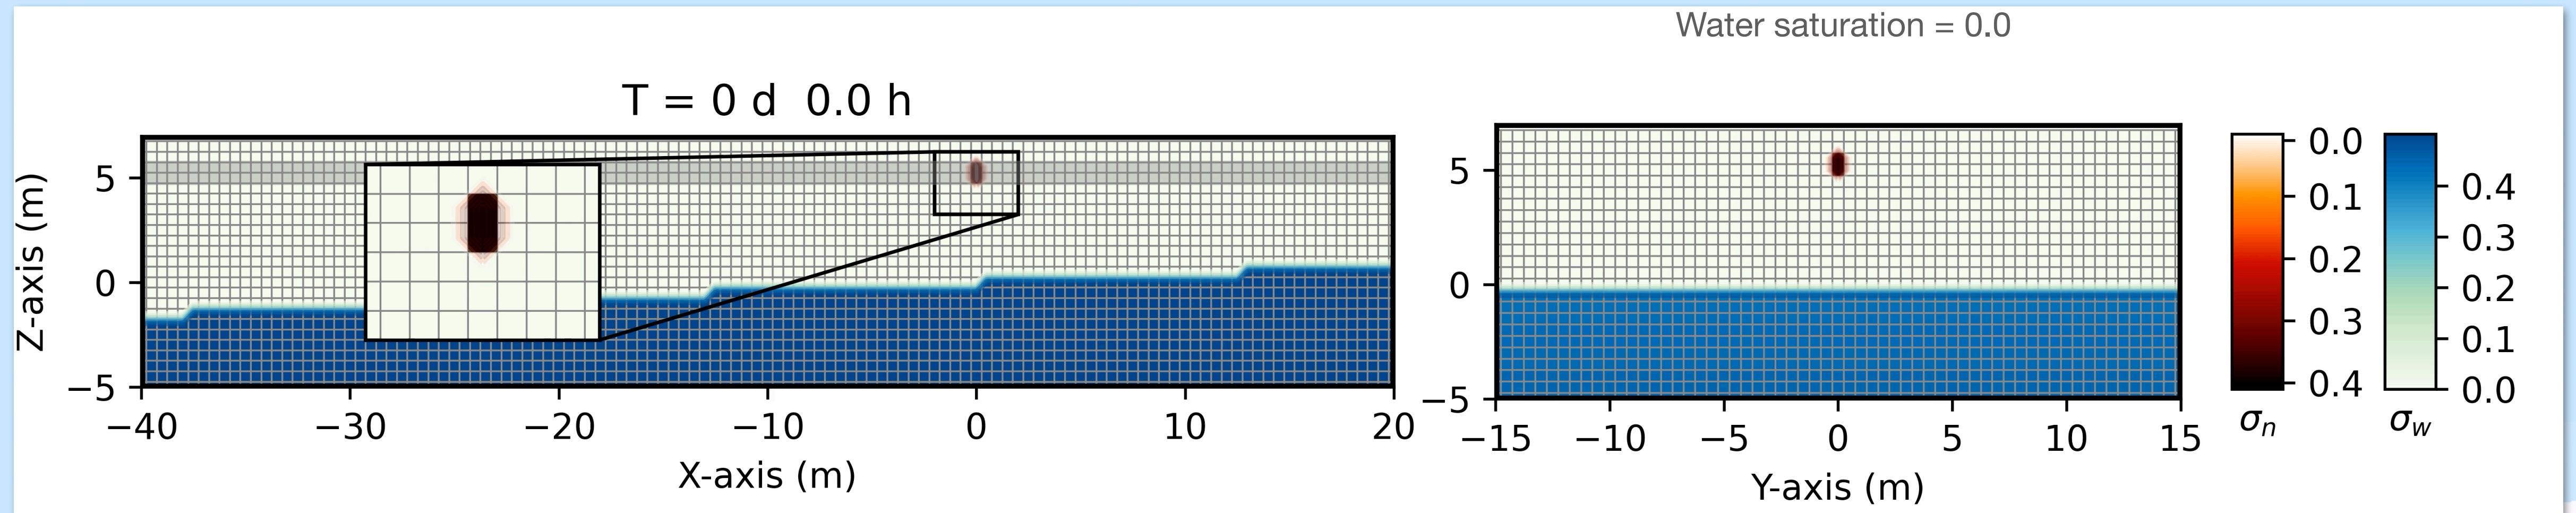 Water saturation = 0.0
T = 0 d 0.0 h
Z-axis (m)
5
0
−5
−40 −30 −20 −10 0 10 20
X-axis (m)
5
0
−5
−15 −10 −5 0 5 10 15
Y-axis (m)
0.0
0.1
0.2
0.3
0.4
σn
0.4
0.3
0.2
0.1
0.0
σw